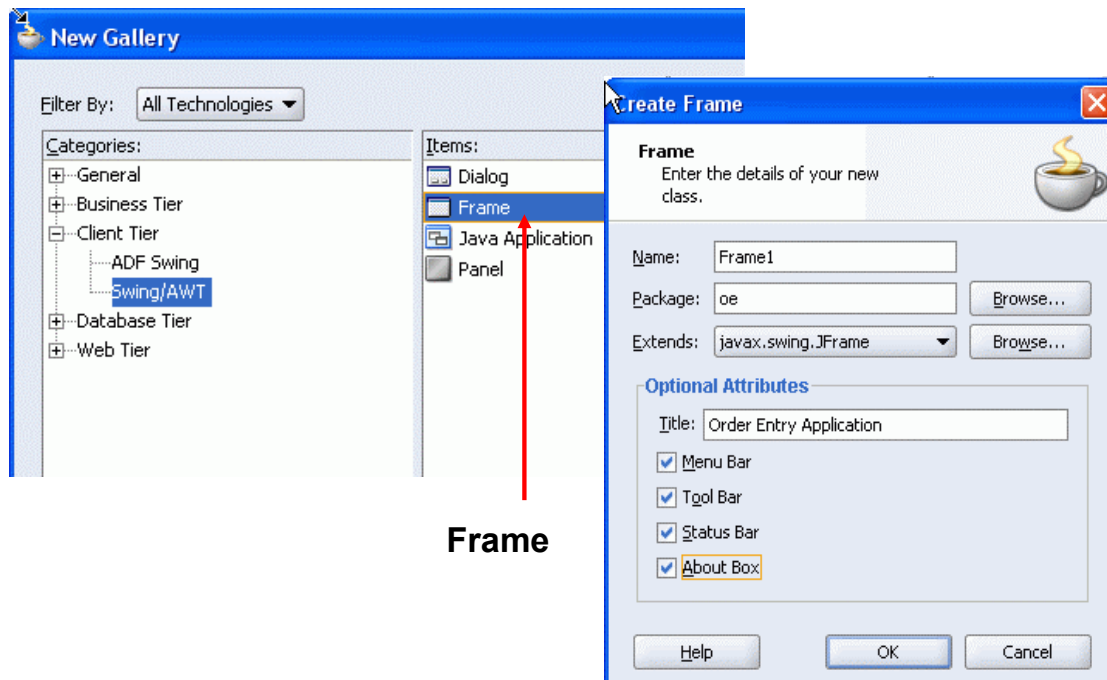 New Gallery
Filter By: All Technologies
Categories:
General
Business Tier
Client Tier
ADF Swing
Swing/AWT
Database Tier
Web Tier
Items:
Dialog
Frame
Java Application
Panel
Frame
Create Frame
Frame
Enter the details of your new
class.
Name: Frame1
Package: oe Browse...
Extends: javax.swing.JFrame Browse...
Optional Attributes
Title: Order Entry Application
Menu Bar
Tool Bar
Status Bar
About Box
Help OK Cancel